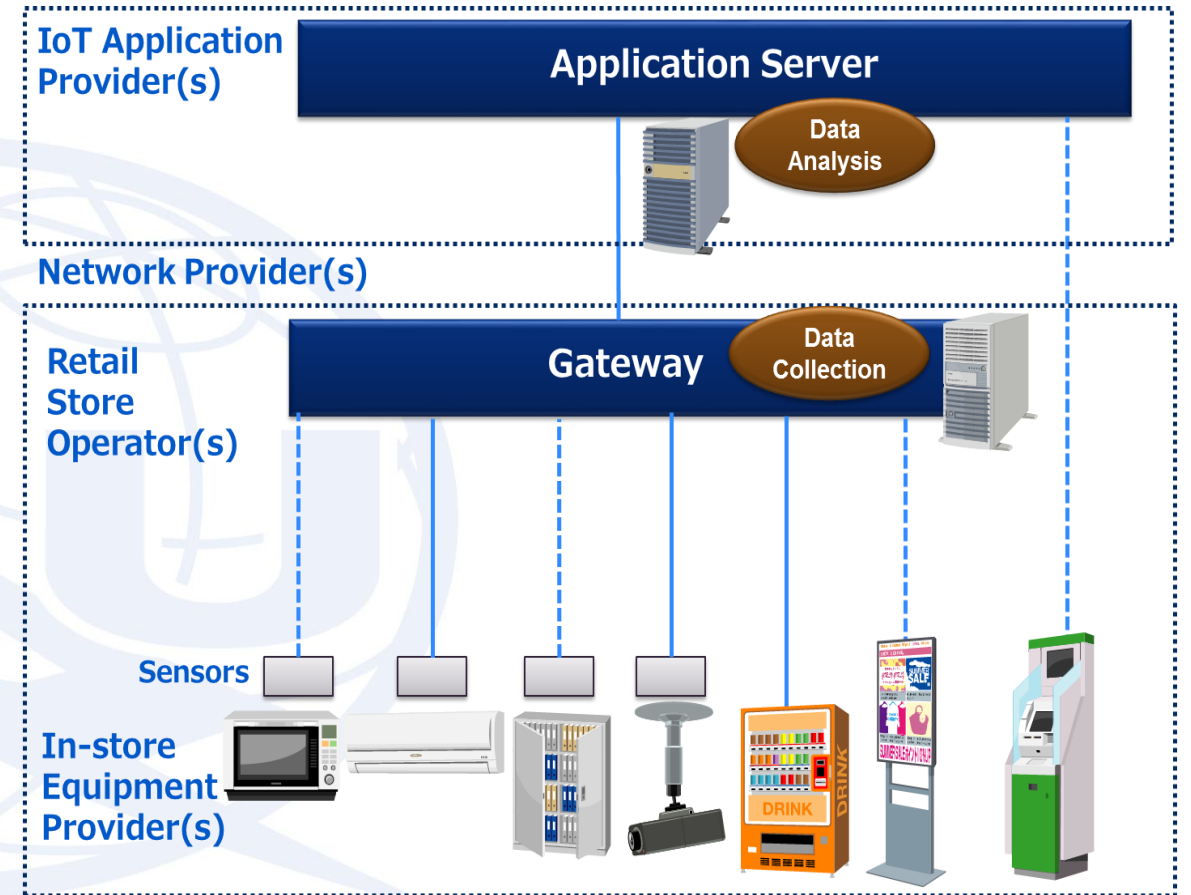 IoT Application
Provider(s)
Application Server
Data
Analysis
Network Provider(s)
Retail
Store
Operator(s)
Gateway
Data
Collection
Sensors
In-store
Equipment
Provider(s)
SALE
DRINK
DRINK